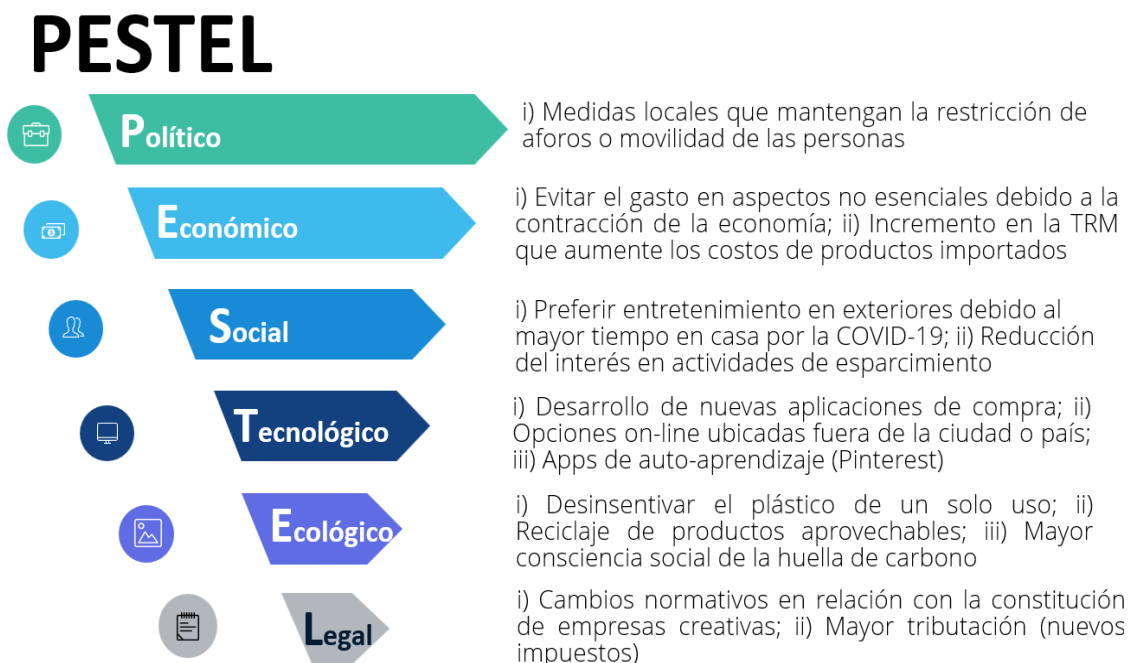 PESTEL
Político
i) Medidas locales que mantengan la restricción de
aforos o movilidad de las personas
Económico
i) Evitar el gasto en aspectos no esenciales debido a la
contracción de la economía; ii) Incremento en la TRM
que aumente los costos de productos importados
Social
i) Preferir entretenimiento en exteriores debido al
mayor tiempo en casa por la COVID-19; ii) Reducción
del interés en actividades de esparcimiento
Tecnológico
i) Desarrollo de nuevas aplicaciones de compra; ii)
Opciones on-line ubicadas fuera de la ciudad o país;
iii) Apps de auto-aprendizaje (Pinterest)
Ecológico
i) Desinsentivar el plástico de un solo uso; ii)
Reciclaje de productos aprovechables; iii) Mayor
consciencia social de la huella de carbono
Legal
i) Cambios normativos en relación con la constitución
de empresas creativas; ii) Mayor tributación (nuevos
impuestos)